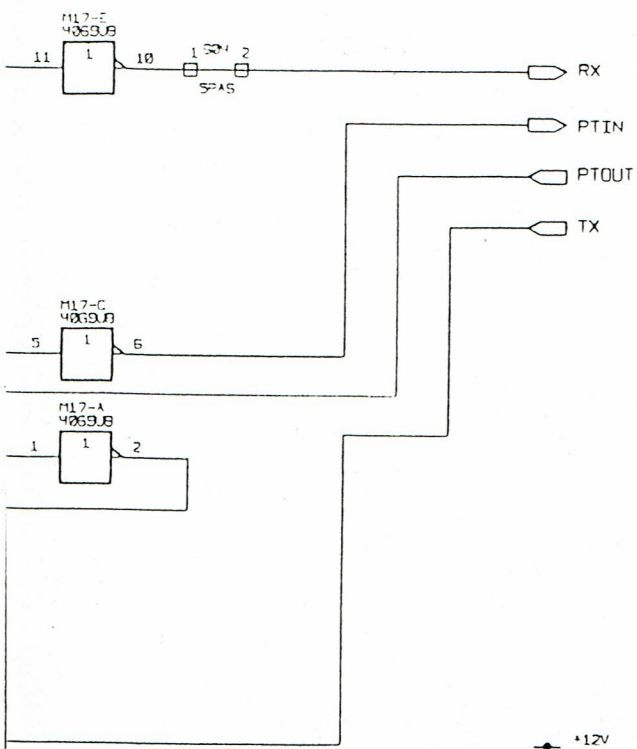 M17-E
4069UB
11
1
10
1
2
RX
PTIN
PTOUT
TX
M17-C
4069UB
5
1
6
M17-A
4069UB
1
1
2
+12V